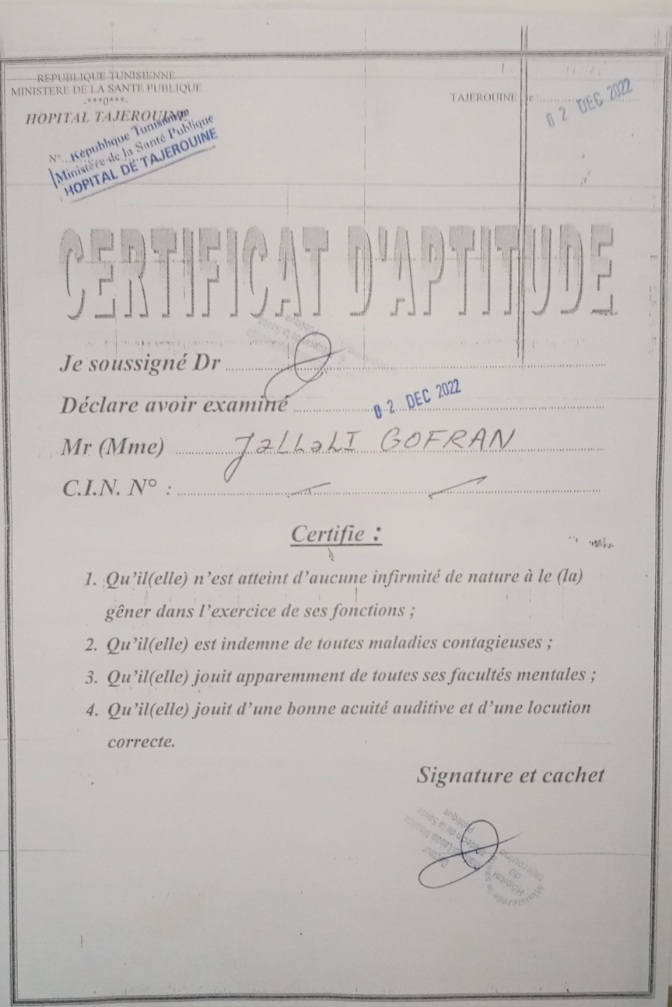 REPUBLIQUE TUNISIENNE
MINISTERE DE LA SANTE PUBLIQUE
-***0***-
HOPITAL TAJEROUINE
TAJEROUINE le
02 DEC 2022
N° République Tunisienne
Ministère de la Santé Publique
HOPITAL DE TAJEROUINE
CERTIFICAT D'APTITUDE
Je soussigné Dr
Déclare avoir examiné 02 DEC 2022
Mr (Mme) JaLLaLI GOFRAN
C.I.N. N° :
Certifie :
1. Qu'il(elle) n'est atteint d'aucune infirmité de nature à le (la)
gêner dans l'exercice de ses fonctions ;
2. Qu'il(elle) est indemne de toutes maladies contagieuses ;
3. Qu'il(elle) jouit apparemment de toutes ses facultés mentales ;
4. Qu'il(elle) jouit d'une bonne acuité auditive et d'une locution
correcte.
Signature et cachet